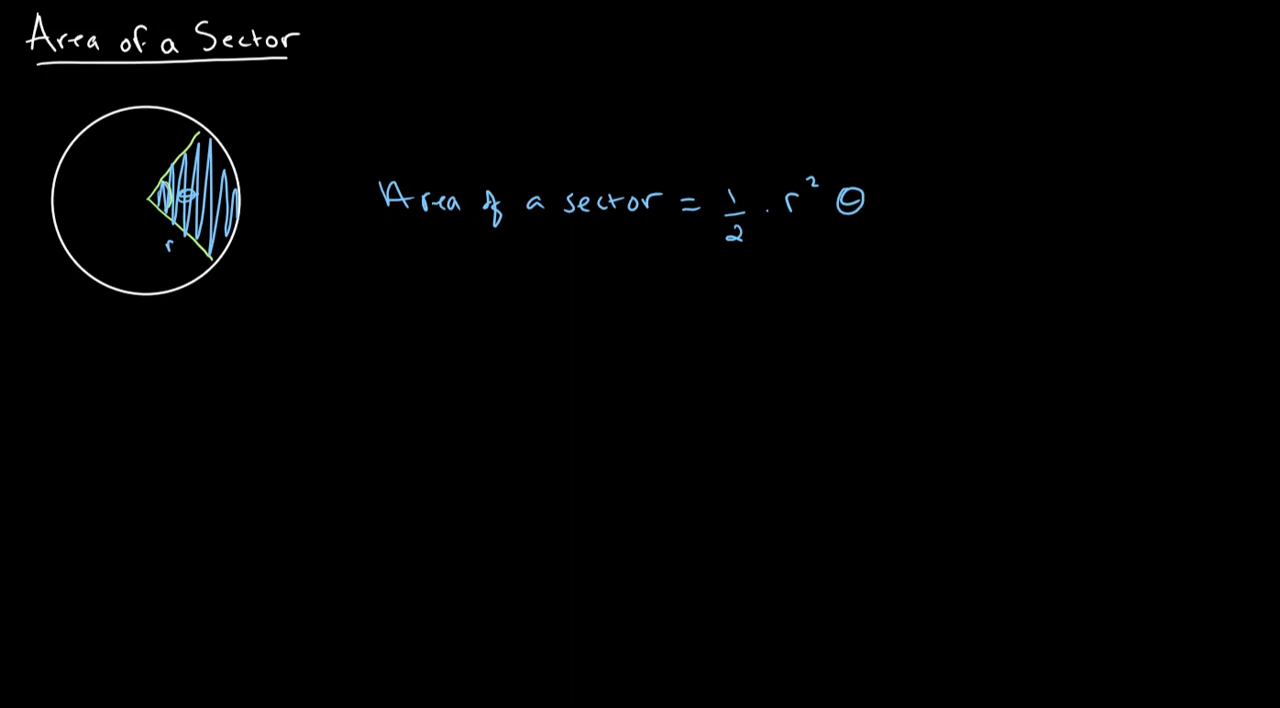 Area of a Sector
Area of a sector = 1/2 · r² θ
θ
r